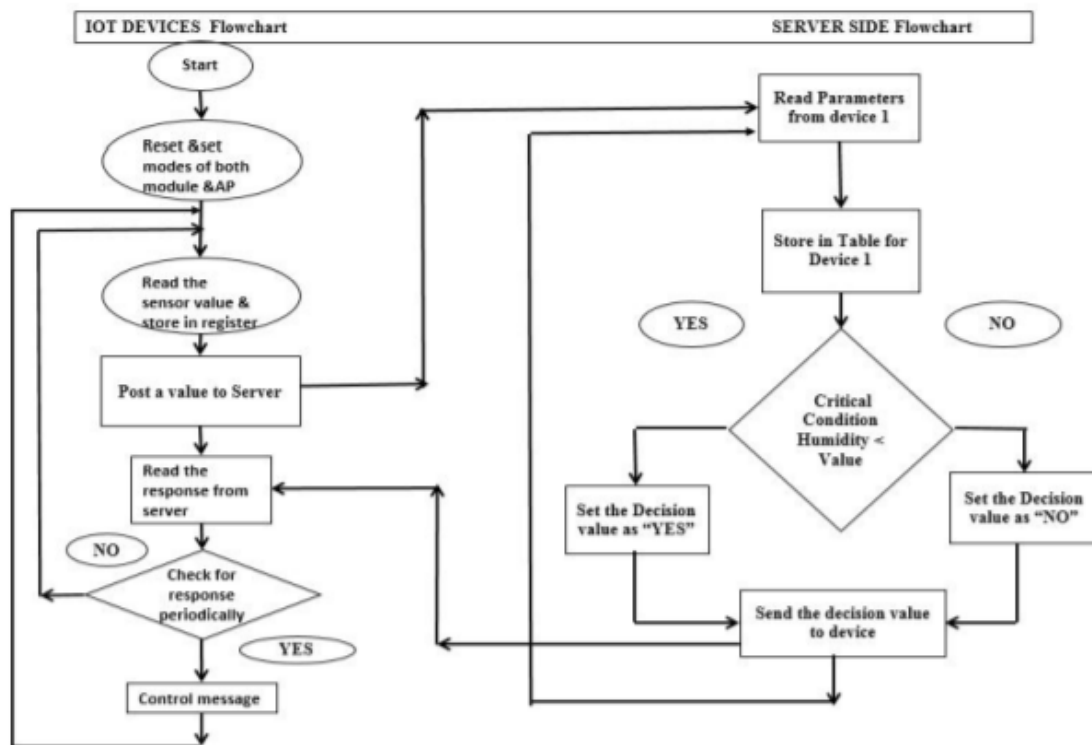 IOT DEVICES Flowchart
SERVER SIDE Flowchart
Start
Reset &set
modes of both
module &AP
Read the
sensor value &
store in register
Post a value to Server
Read the
response from
server
NO
Check for
response
periodically
YES
Control message
Read Parameters
from device 1
Store in Table for
Device 1
YES
NO
Critical
Condition
Humidity <
Value
Set the Decision
value as “YES”
Set the Decision
value as “NO”
Send the decision value
to device